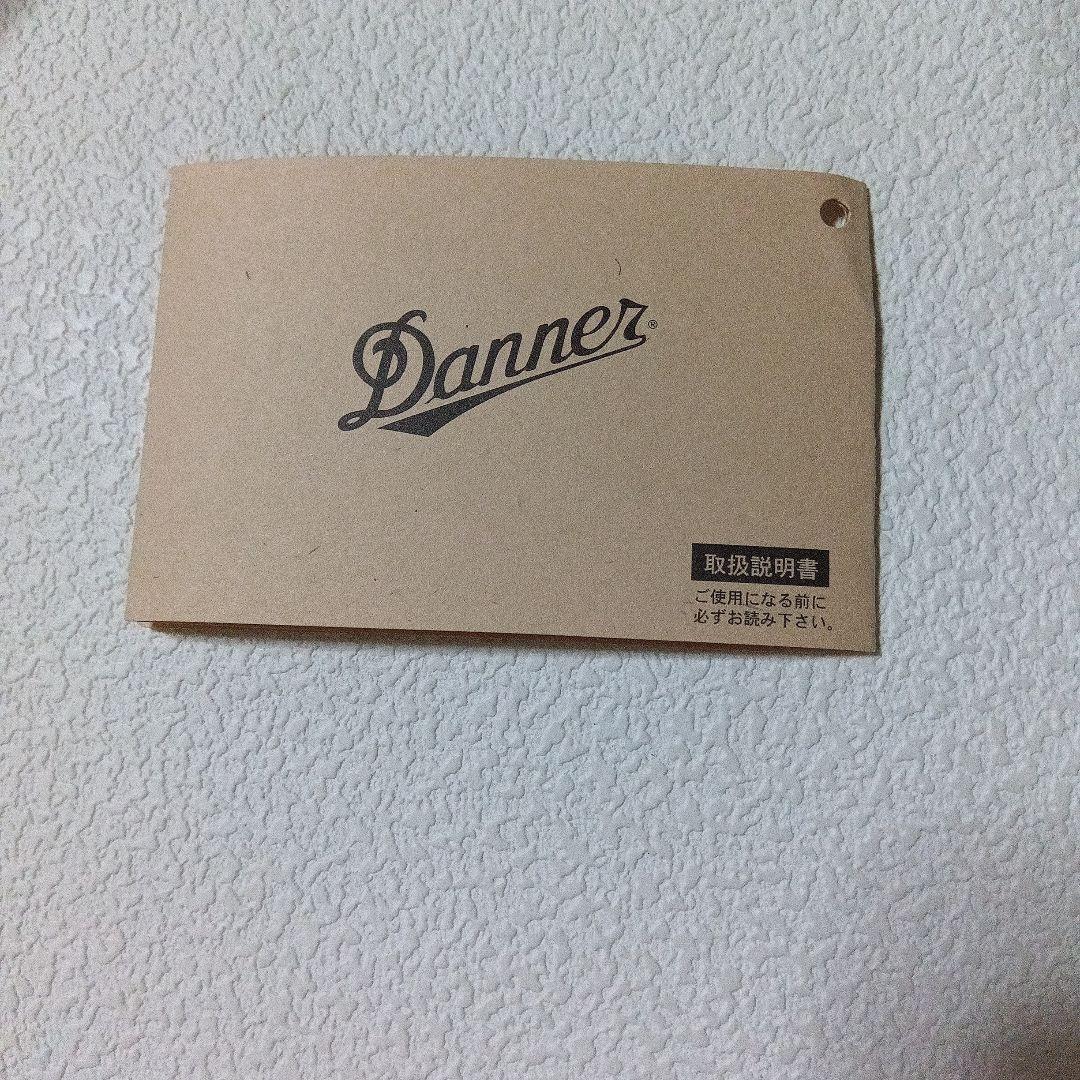 Danner®
取扱説明書
ご使用になる前に
必ずお読み下さい。